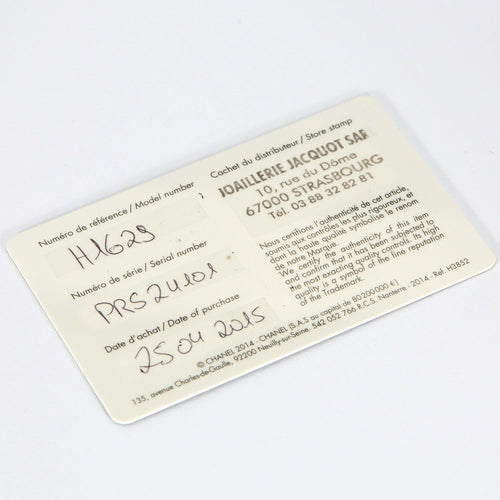 Numéro de référence / Model number
H1629
Numéro de série / Serial number
PRS24101
Date d'achat / Date of purchase
25 04 2015
Cachet du distributeur / Store stamp
JOAILLERIE JACQUOT SAR
10, rue du Dôme
67000 STRASBOURG
Tél. 03 88 32 82 81
Nous certifions l'authenticité de cet article,
soumis aux contrôles les plus rigoureux, et
dont la haute qualité symbolise le renom
de notre Marque.
We certify the authenticity of this item
and confirm that it has been subjected to
the most exacting quality controls. Its high
quality is a symbol of the fine reputation
of the Trademark.
© CHANEL 2014 - CHANEL (S.A.S au capital de 80200000 €)
135, avenue Charles-de-Gaulle, 92200 Neuilly-sur-Seine. 542 052 766 R.C.S. Nanterre - 2014 - Ref. H3852